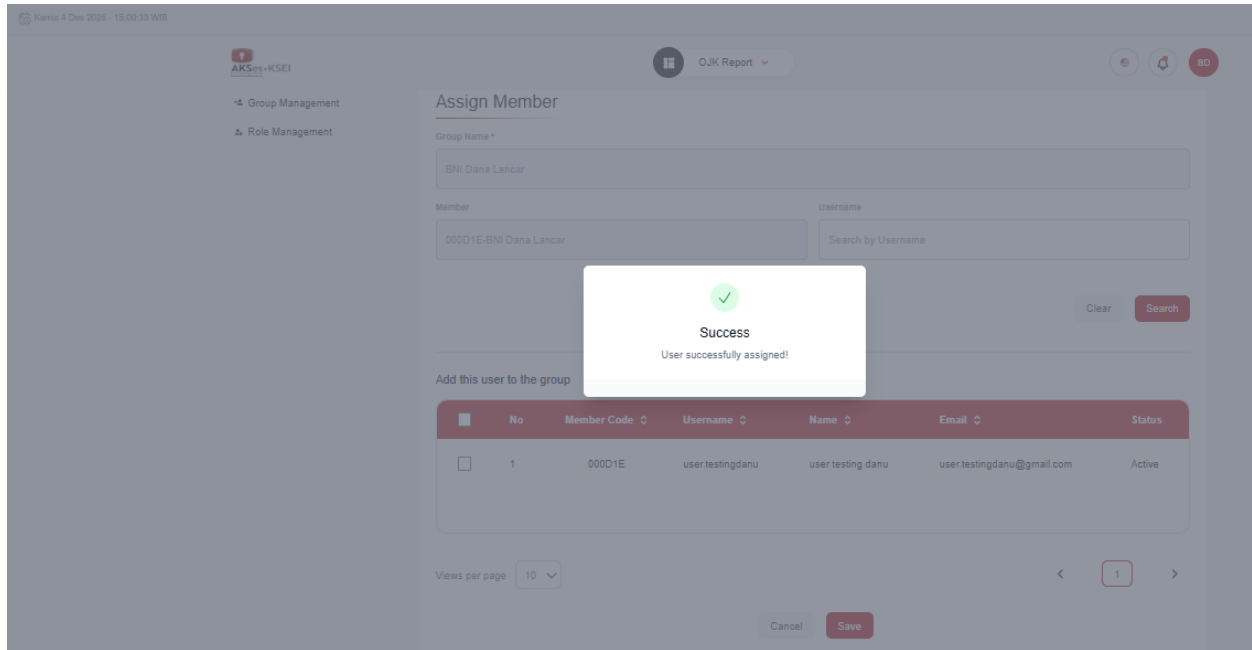 Kamis 4 Des 2025 - 15:00:33 WIB
AKSes-KSEI
OJK Report
BD
Group Management
Role Management
Assign Member
Group Name *
BNI Dana Lancar
Member
Username
000D1E-BNI Dana Lancar
Search by Username
Clear
Search
Success
User successfully assigned!
Add this user to the group
No Member Code Username Name Email Status
1 000D1E user.testingdanu user testing danu user.testingdanu@gmail.com Active
Views per page 10
1
Cancel
Save